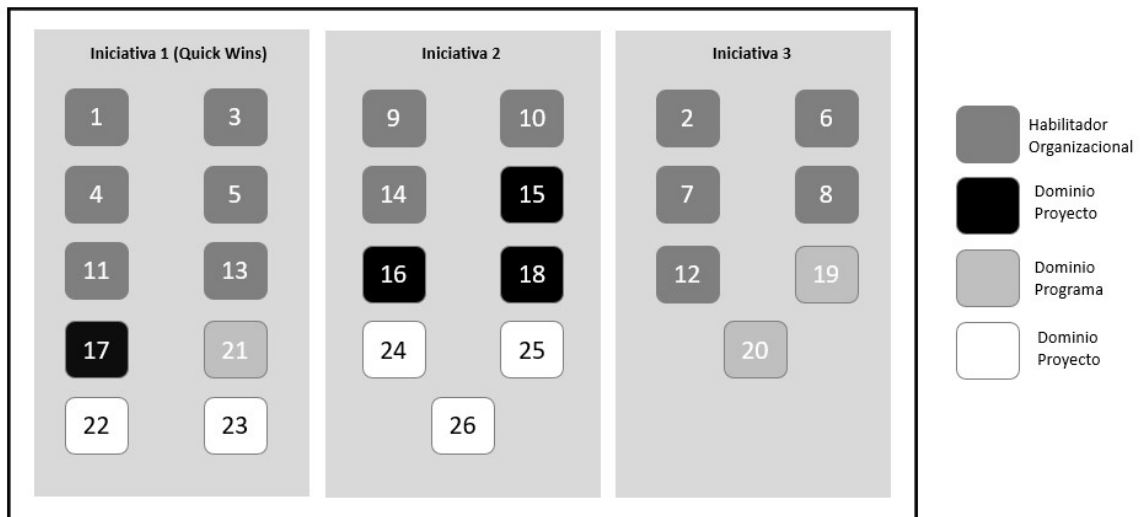 Iniciativa 1 (Quick Wins)
1 3
4 5
11 13
17 21
22 23
Iniciativa 2
9 10
14 15
16 18
24 25
26
Iniciativa 3
2 6
7 8
12 19
20
Habilitador
Organizacional
Dominio
Proyecto
Dominio
Programa
Dominio
Proyecto